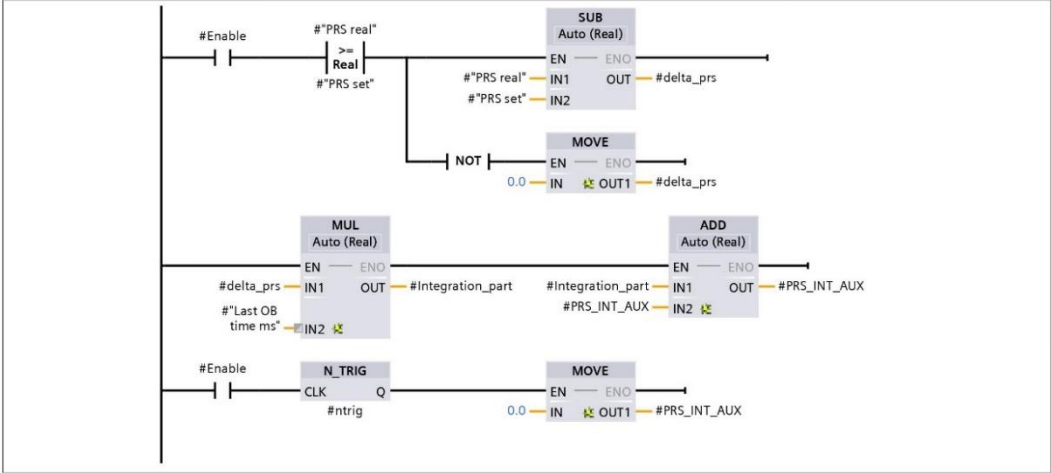 SUB
Auto (Real)
#Enable
#"PRS real"
>=
Real
#"PRS set"
EN ENO
#"PRS real" IN1 OUT #delta_prs
#"PRS set" IN2
MOVE
NOT
EN ENO
0.0 IN OUT1 #delta_prs
MUL
Auto (Real)
EN ENO
#delta_prs IN1 OUT #Integration_part
#"Last OB
time ms" IN2
ADD
Auto (Real)
EN ENO
#Integration_part IN1 OUT #PRS_INT_AUX
#PRS_INT_AUX IN2
#Enable
N_TRIG
CLK Q
#ntrig
MOVE
EN ENO
0.0 IN OUT1 #PRS_INT_AUX